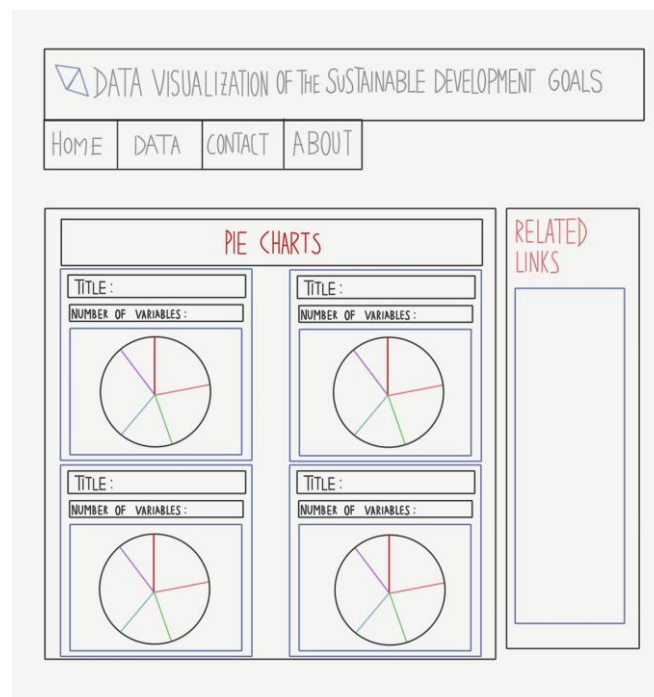 DATA VISUALIZATION OF THE SUSTAINABLE DEVELOPMENT GOALS
HOME DATA CONTACT ABOUT
PIE CHARTS
TITLE:
NUMBER OF VARIABLES:
TITLE:
NUMBER OF VARIABLES:
TITLE:
NUMBER OF VARIABLES:
TITLE:
NUMBER OF VARIABLES:
RELATED
LINKS